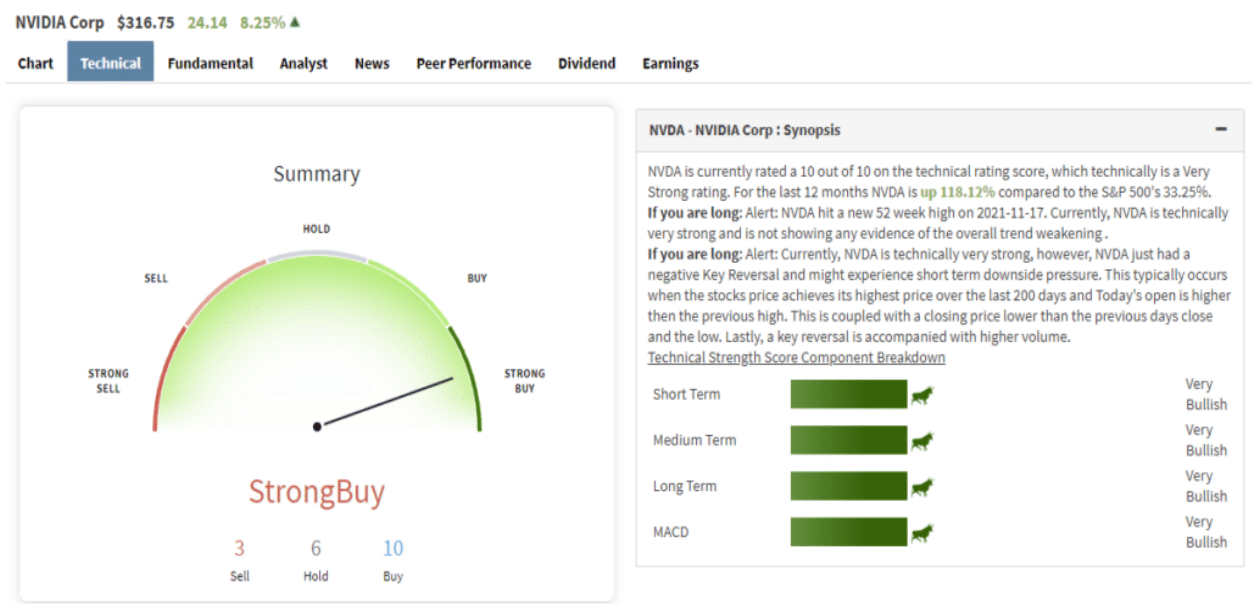 NVIDIA Corp $316.75 24.14 8.25%
Chart Technical Fundamental Analyst News Peer Performance Dividend Earnings
Summary
HOLD
SELL
BUY
STRONG
SELL
STRONG
BUY
StrongBuy
3 6 10
Sell Hold Buy
NVDA - NVIDIA Corp : Synopsis
NVDA is currently rated a 10 out of 10 on the technical rating score, which technically is a Very
Strong rating. For the last 12 months NVDA is up 118.12% compared to the S&P 500's 33.25%.
If you are long: Alert: NVDA hit a new 52 week high on 2021-11-17. Currently, NVDA is technically
very strong and is not showing any evidence of the overall trend weakening .
If you are long: Alert: Currently, NVDA is technically very strong, however, NVDA just had a
negative Key Reversal and might experience short term downside pressure. This typically occurs
when the stocks price achieves its highest price over the last 200 days and Today's open is higher
then the previous high. This is coupled with a closing price lower than the previous days close
and the low. Lastly, a key reversal is accompanied with higher volume.
Technical Strength Score Component Breakdown
Short Term
Very
Bullish
Medium Term
Very
Bullish
Long Term
Very
Bullish
MACD
Very
Bullish